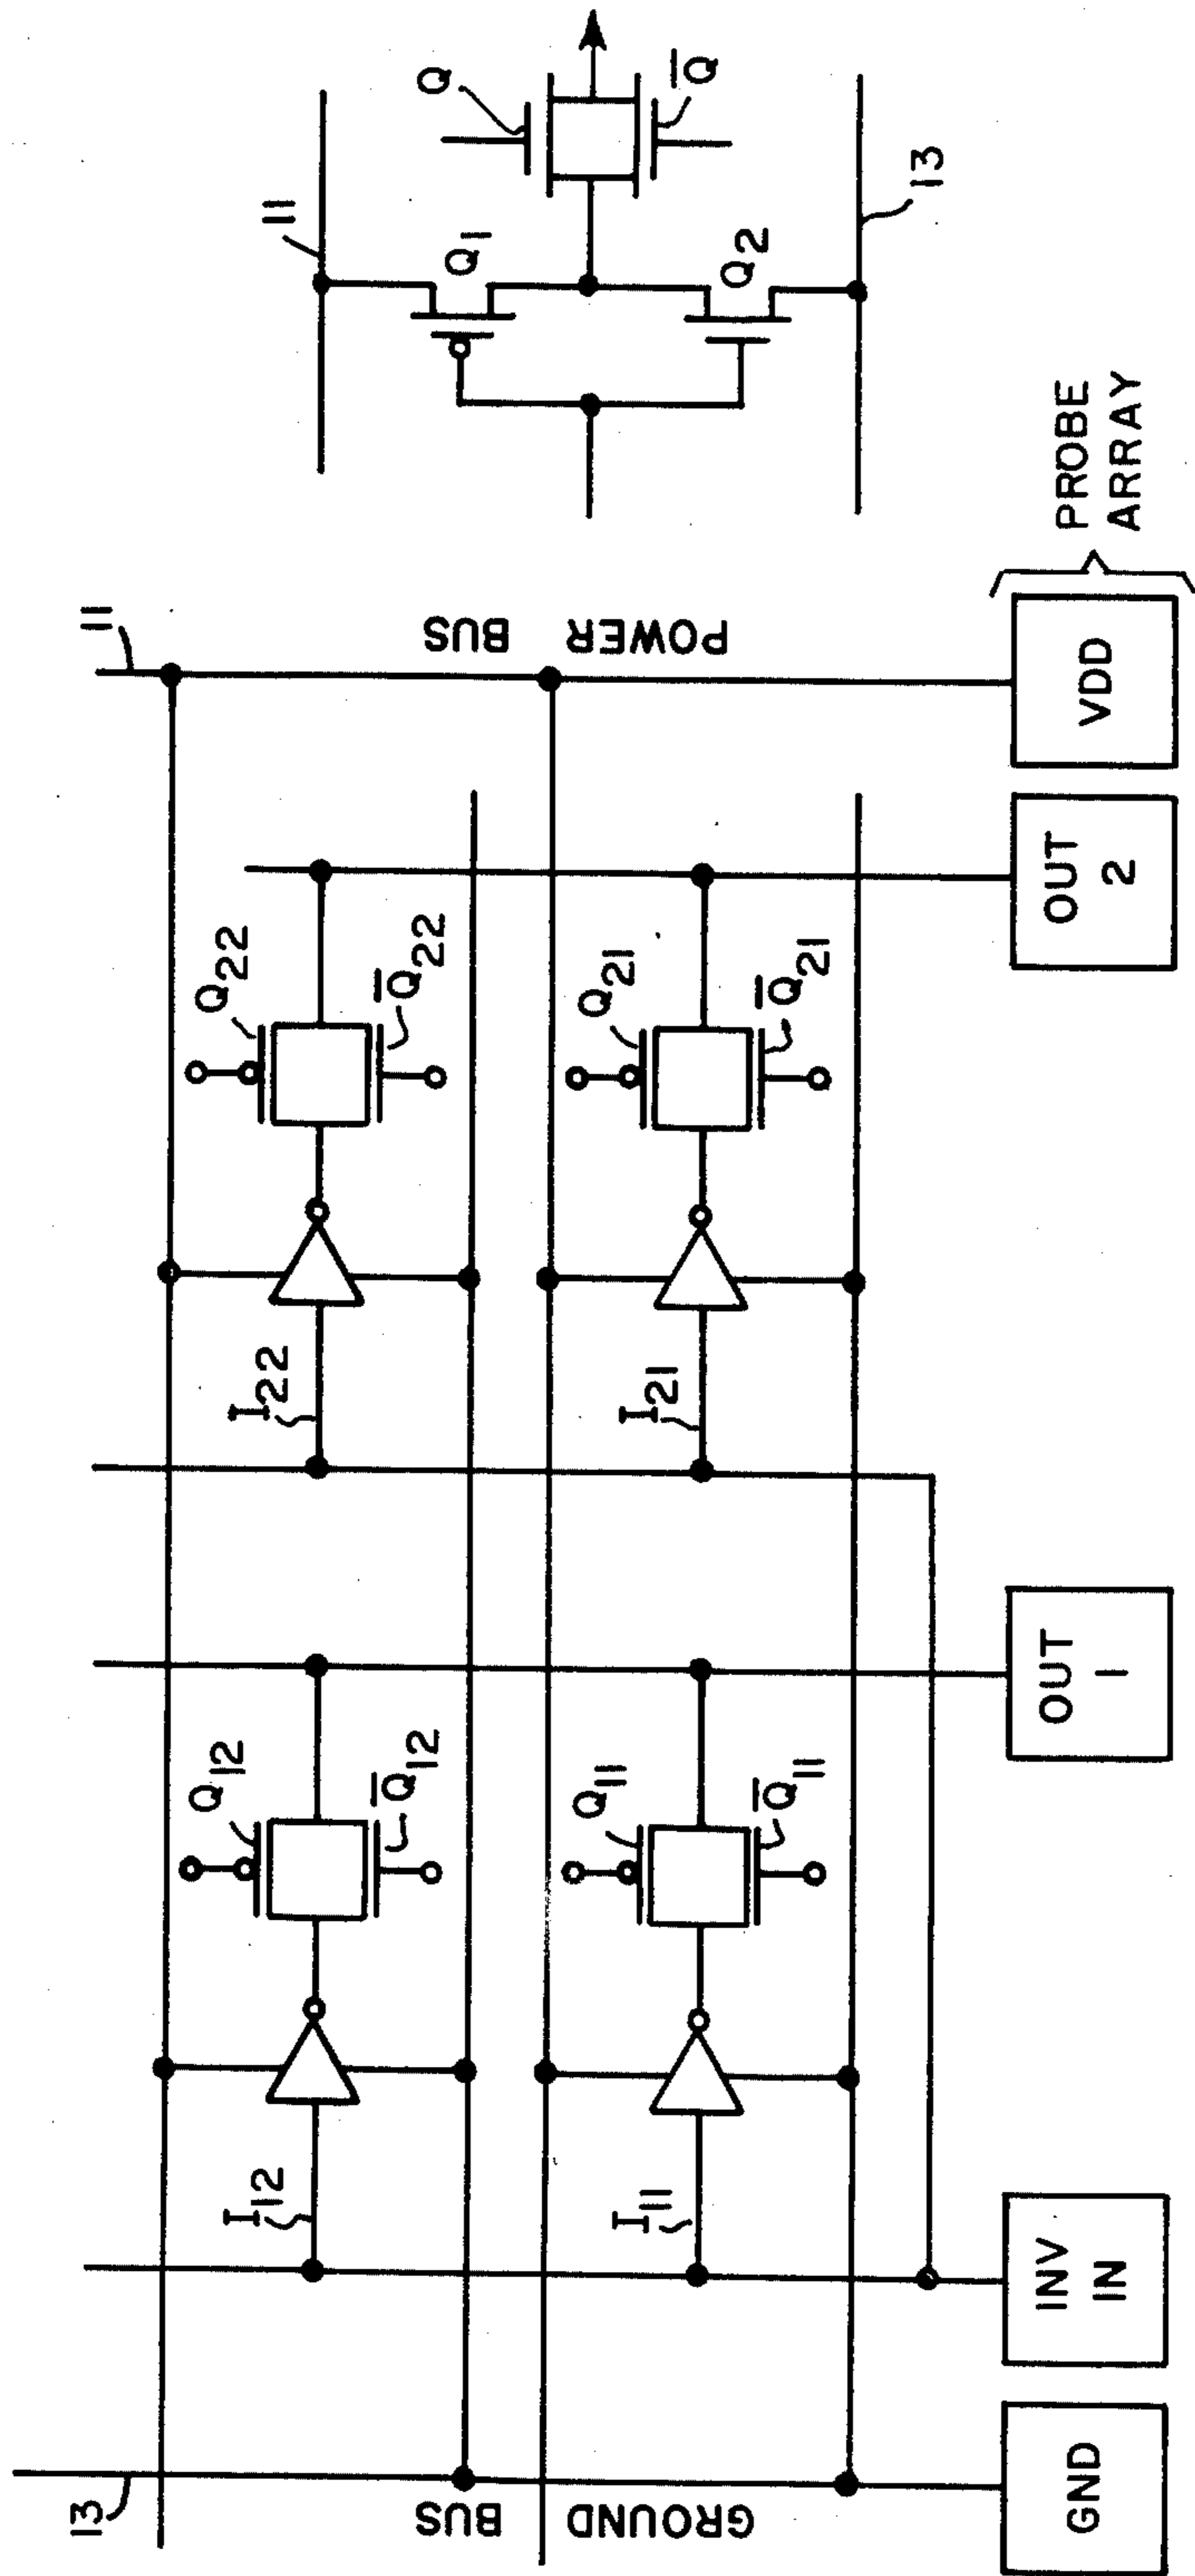 13
GROUND
BUS
I12
Q12
Q̅12
I22
Q22
Q̅22
11
POWER
BUS
I11
Q11
Q̅11
I21
Q21
Q̅21
GND
INV
IN
OUT
1
OUT
2
VDD
PROBE
ARRAY
11
Q1
Q2
Q
Q̅
13